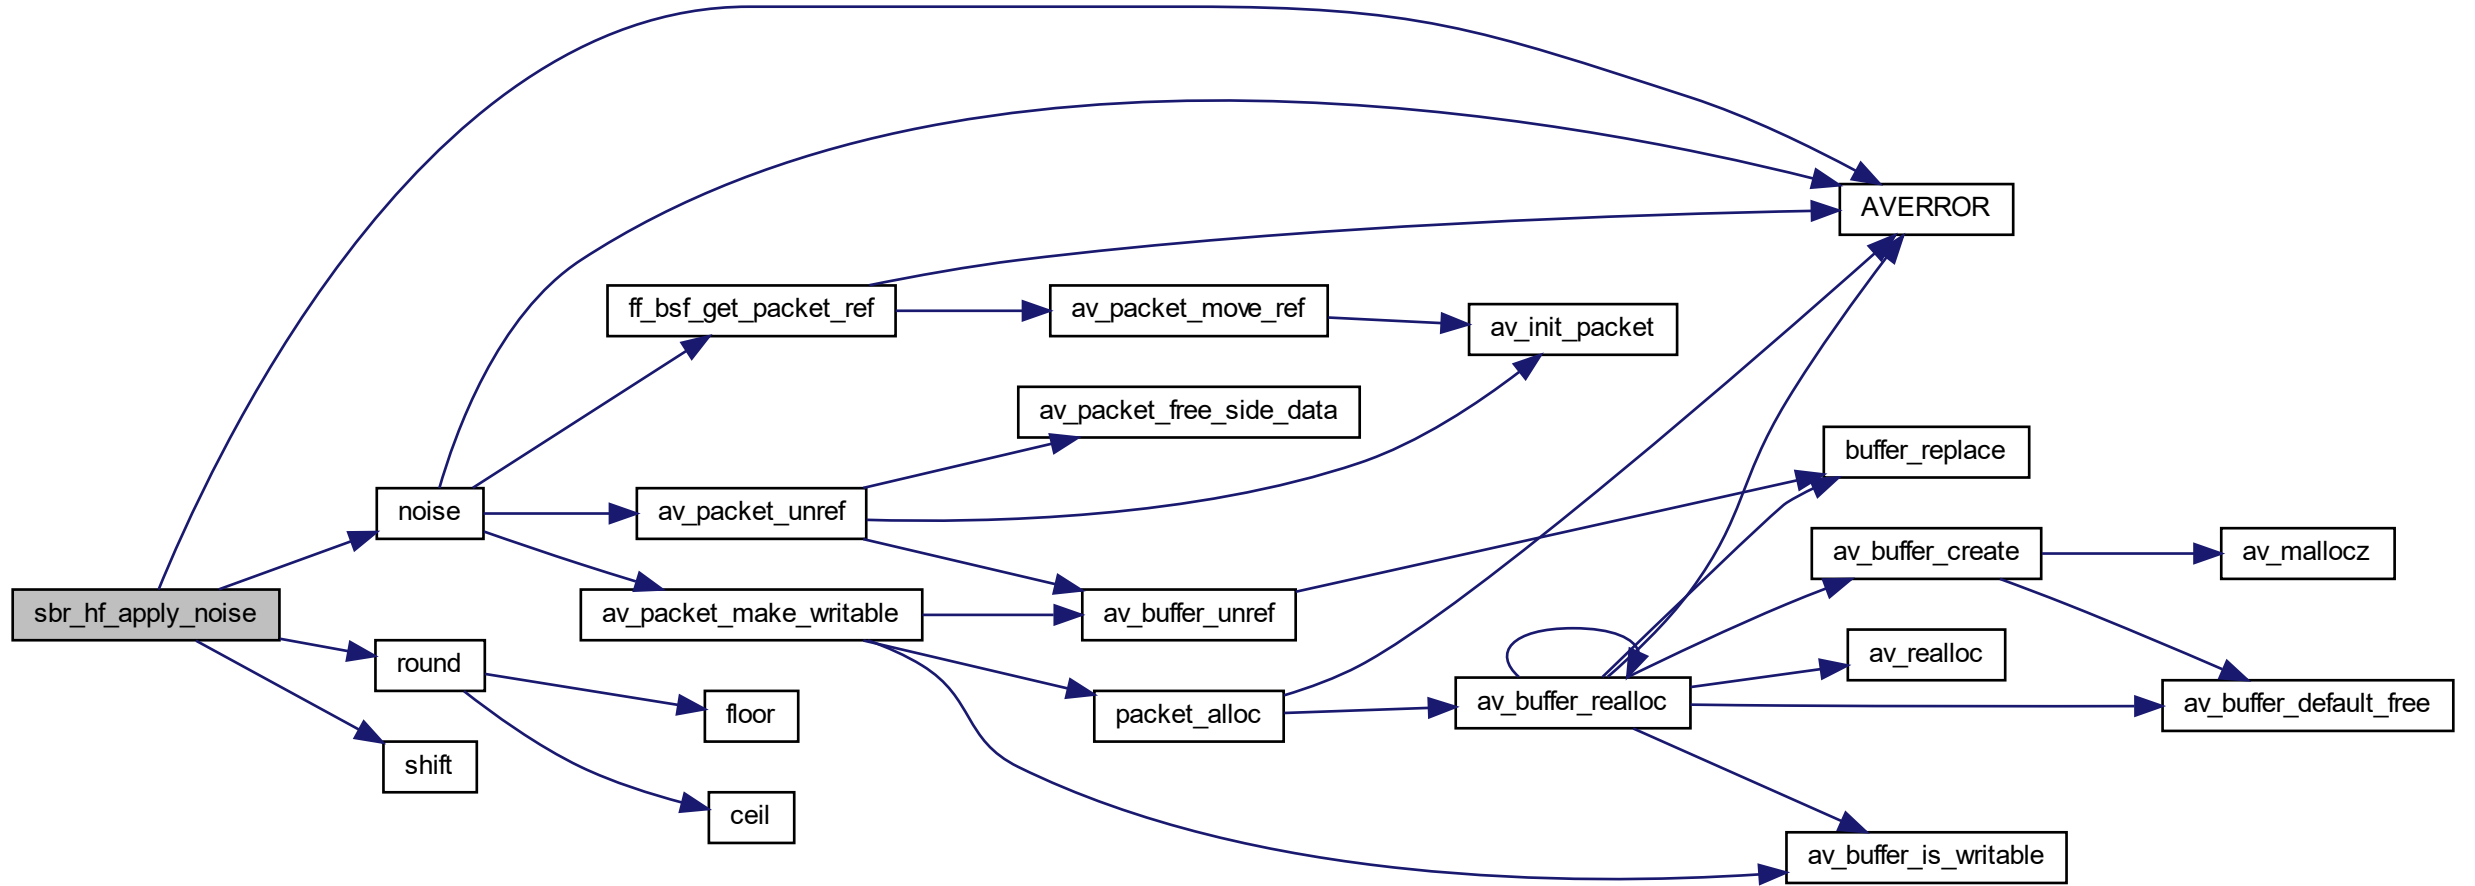 AVERROR
ff_bsf_get_packet_ref
av_packet_move_ref
av_init_packet
av_packet_free_side_data
buffer_replace
noise
av_packet_unref
av_buffer_create
av_mallocz
sbr_hf_apply_noise
av_packet_make_writable
av_buffer_unref
round
av_realloc
floor
packet_alloc
av_buffer_realloc
av_buffer_default_free
shift
ceil
av_buffer_is_writable